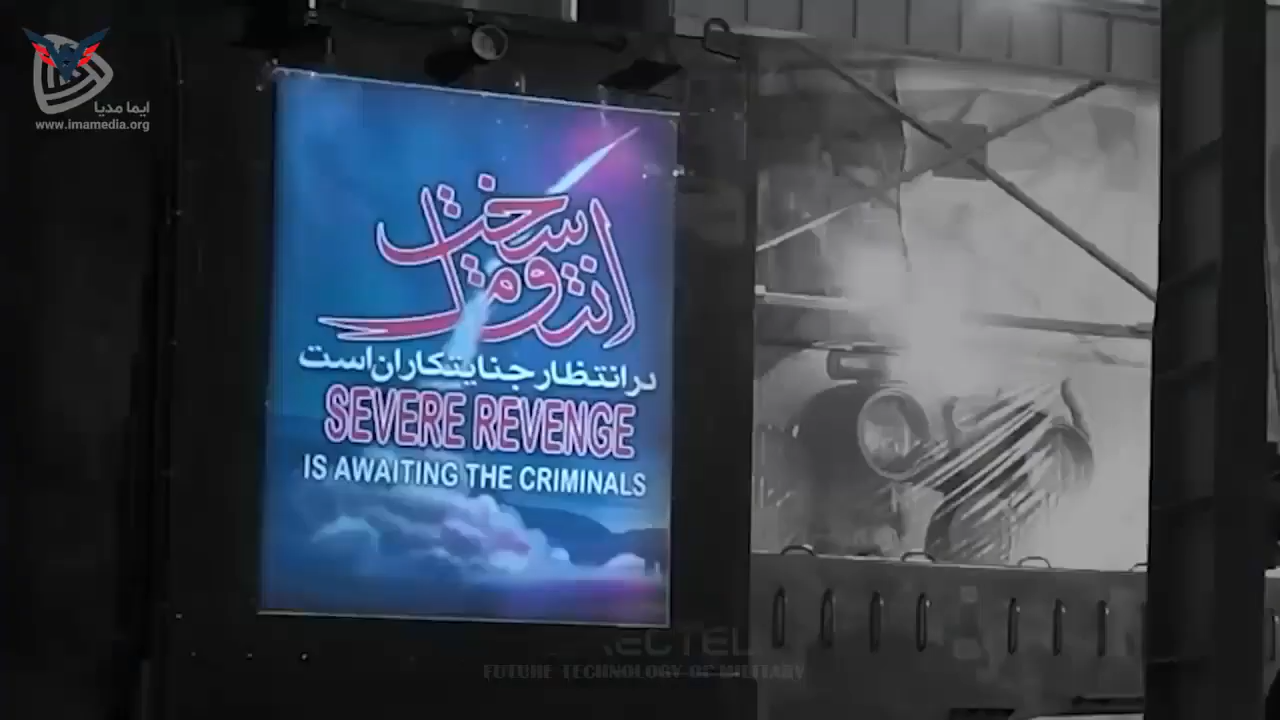 ایما مدیا
www.imamedia.org
انتقام سخت
در انتظار جنایتکاران است
SEVERE REVENGE
IS AWAITING THE CRIMINALS
FUTURE TECHNOLOGY OF MILITARY